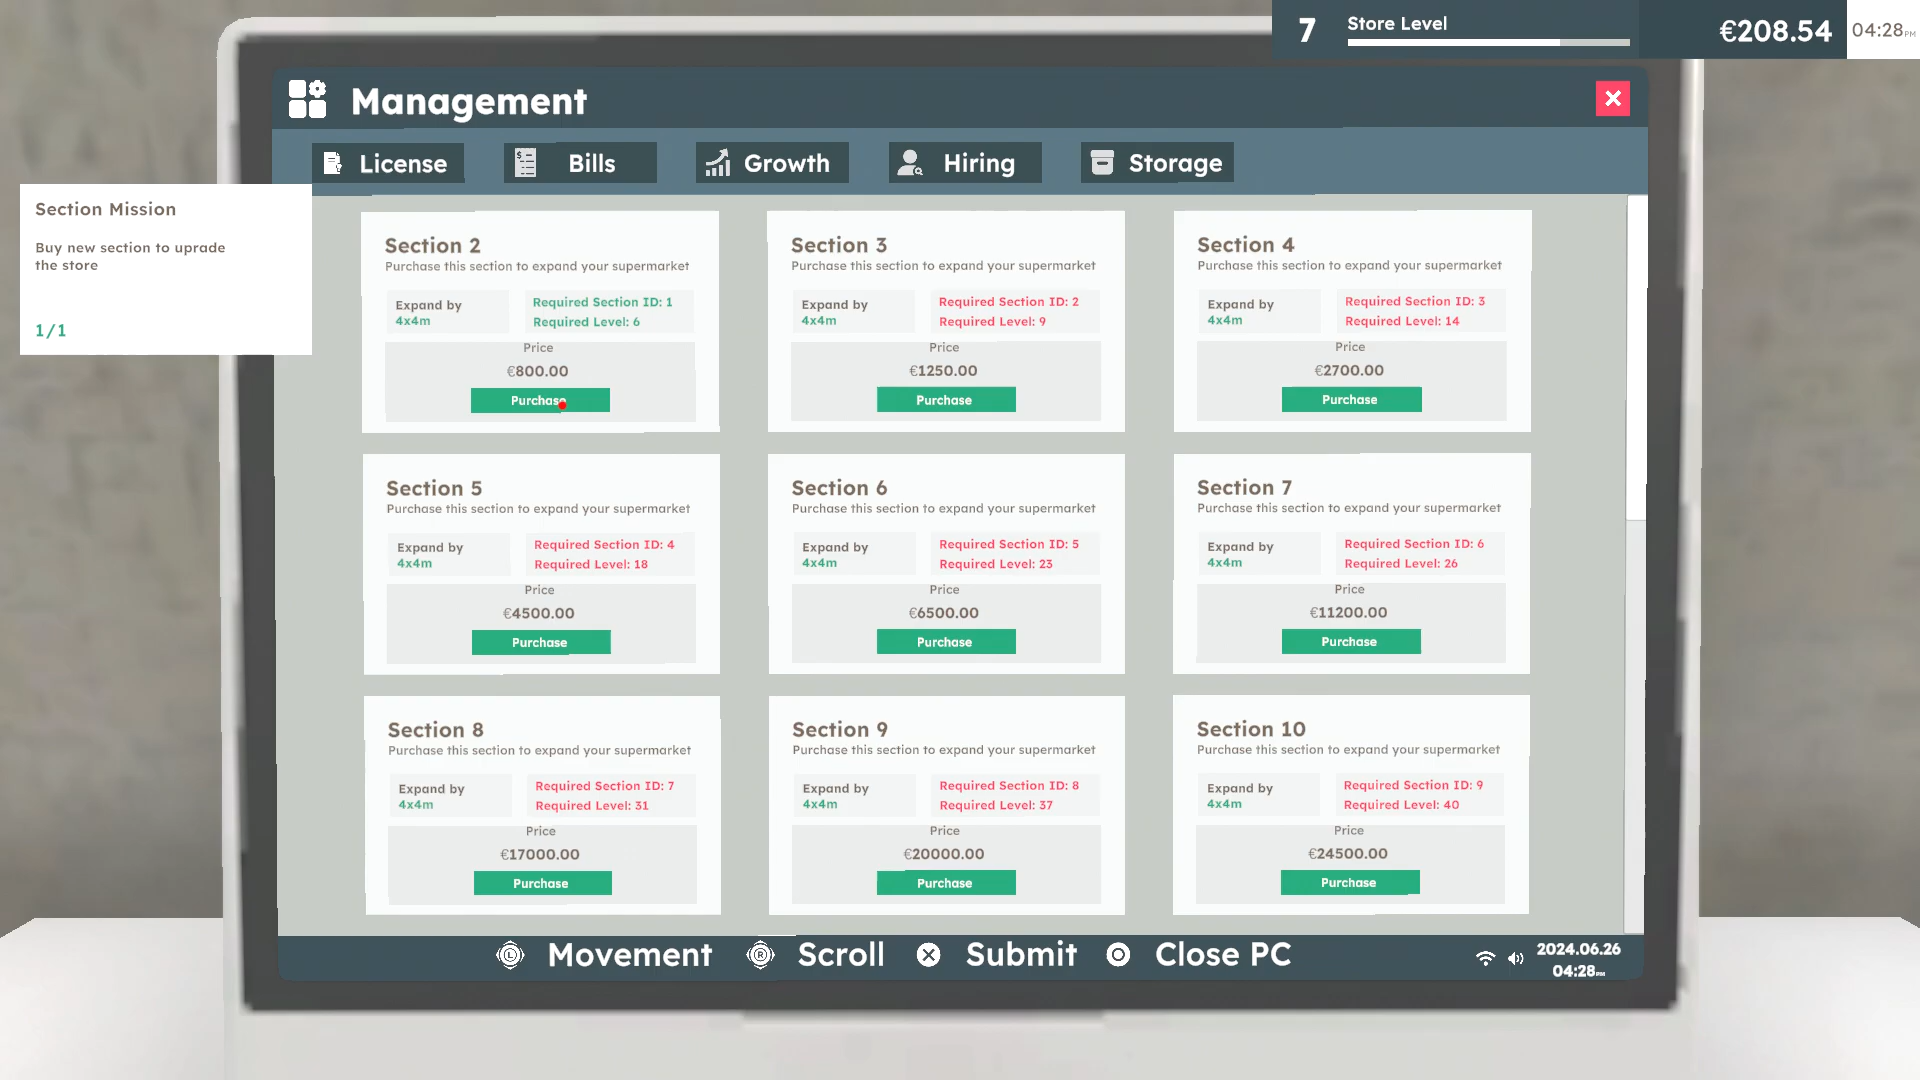 7
Store Level
€208.54
04:28PM
Management
License
Bills
Growth
Hiring
Storage
Section Mission
Buy new section to uprade
the store
1/1
Section 2
Purchase this section to expand your supermarket
Expand by
4x4m
Required Section ID: 1
Required Level: 6
Price
€800.00
Purchase
Section 3
Purchase this section to expand your supermarket
Expand by
4x4m
Required Section ID: 2
Required Level: 9
Price
€1250.00
Purchase
Section 4
Purchase this section to expand your supermarket
Expand by
4x4m
Required Section ID: 3
Required Level: 14
Price
€2700.00
Purchase
Section 5
Purchase this section to expand your supermarket
Expand by
4x4m
Required Section ID: 4
Required Level: 18
Price
€4500.00
Purchase
Section 6
Purchase this section to expand your supermarket
Expand by
4x4m
Required Section ID: 5
Required Level: 23
Price
€6500.00
Purchase
Section 7
Purchase this section to expand your supermarket
Expand by
4x4m
Required Section ID: 6
Required Level: 26
Price
€11200.00
Purchase
Section 8
Purchase this section to expand your supermarket
Expand by
4x4m
Required Section ID: 7
Required Level: 31
Price
€17000.00
Purchase
Section 9
Purchase this section to expand your supermarket
Expand by
4x4m
Required Section ID: 8
Required Level: 37
Price
€20000.00
Purchase
Section 10
Purchase this section to expand your supermarket
Expand by
4x4m
Required Section ID: 9
Required Level: 40
Price
€24500.00
Purchase
L Movement R Scroll Submit Close PC
2024.06.26
04:28PM